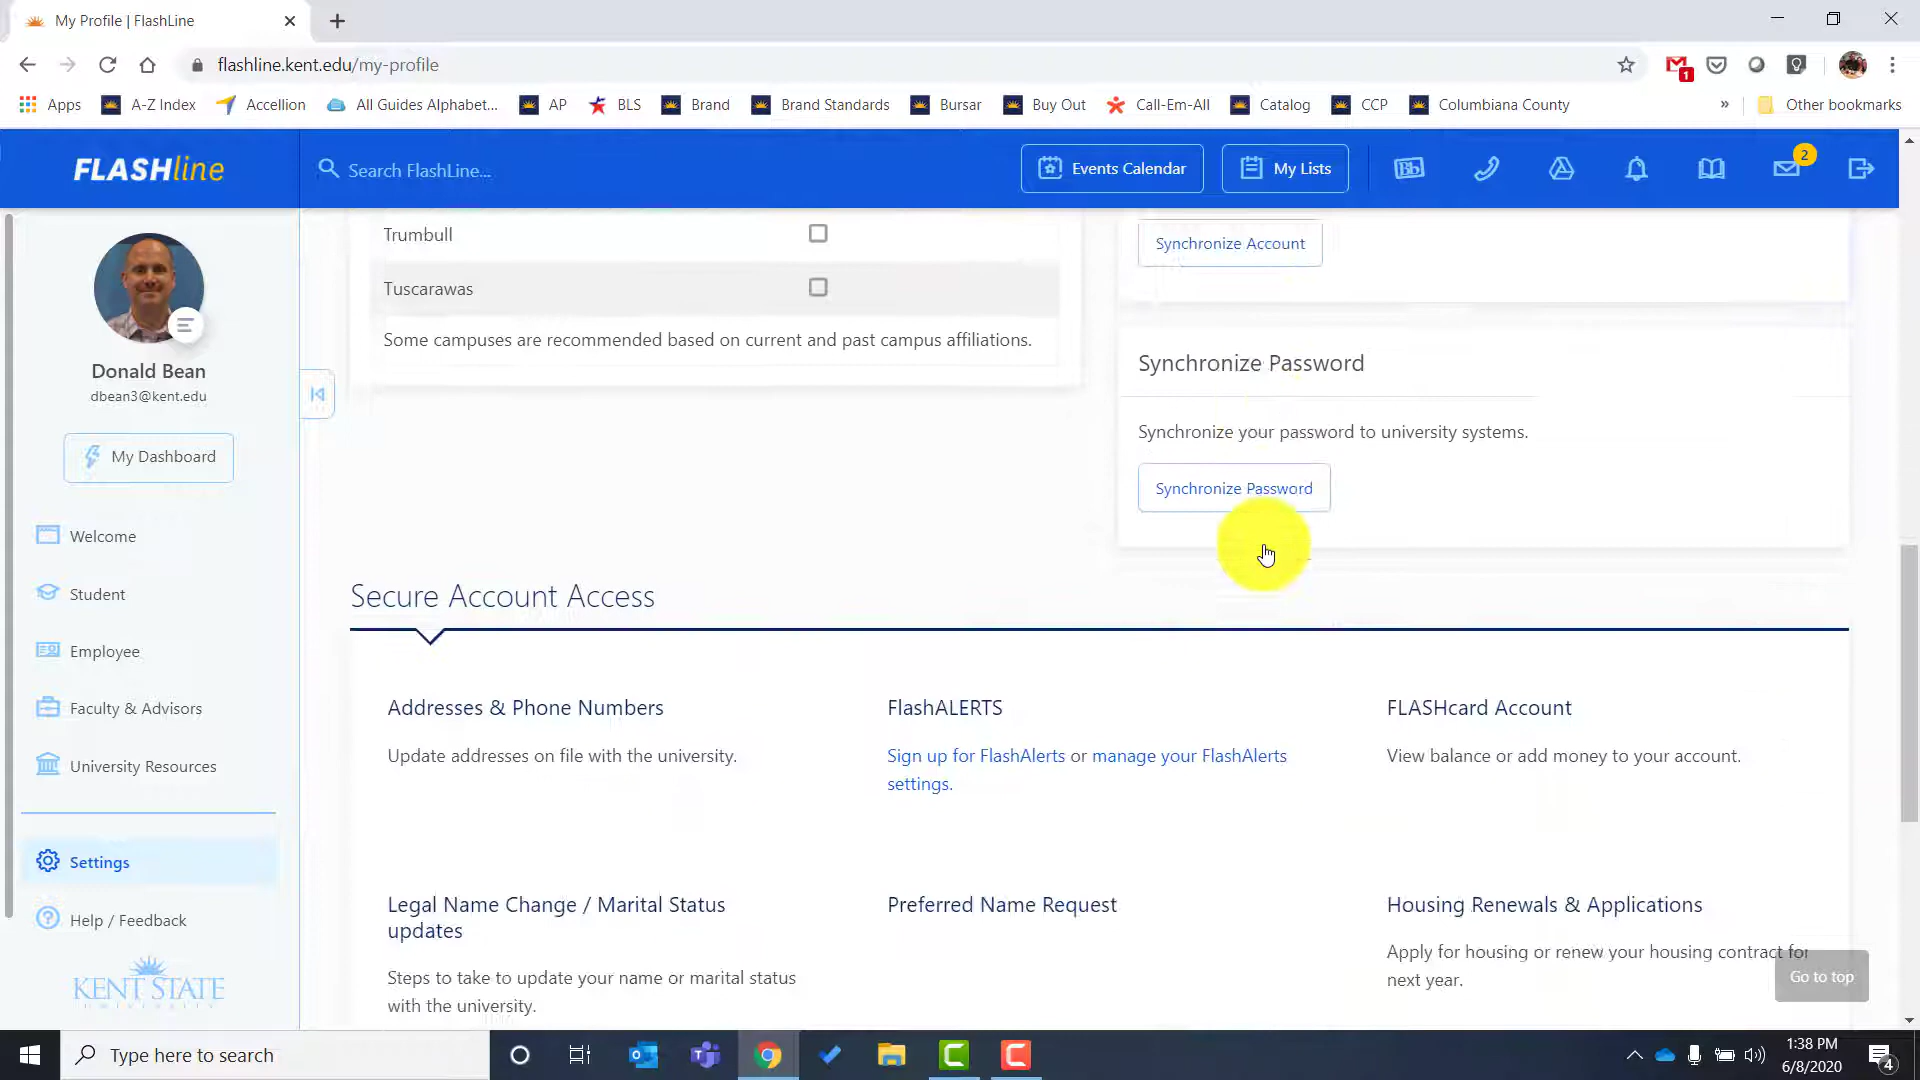 My Profile | FlashLine
flashline.kent.edu/my-profile
1
Apps A-Z Index Accellion All Guides Alphabet... AP BLS Brand Brand Standards Bursar Buy Out Call-Em-All Catalog CCP Columbiana County » Other bookmarks
FLASHline
Search FlashLine...
Events Calendar
My Lists
Bb
2
Donald Bean
dbean3@kent.edu
My Dashboard
Welcome
Student
Employee
Faculty & Advisors
University Resources
Settings
Help / Feedback
KENT STATE
Trumbull
Tuscarawas
Some campuses are recommended based on current and past campus affiliations.
Synchronize Account
Synchronize Password
Synchronize your password to university systems.
Synchronize Password
Secure Account Access
Addresses & Phone Numbers
Update addresses on file with the university.
FlashALERTS
Sign up for FlashAlerts or manage your FlashAlerts
settings.
FLASHcard Account
View balance or add money to your account.
Legal Name Change / Marital Status
updates
Steps to take to update your name or marital status
with the university.
Preferred Name Request
Housing Renewals & Applications
Apply for housing or renew your housing contract for
next year.
Go to top
Type here to search
1:38 PM
6/8/2020
4